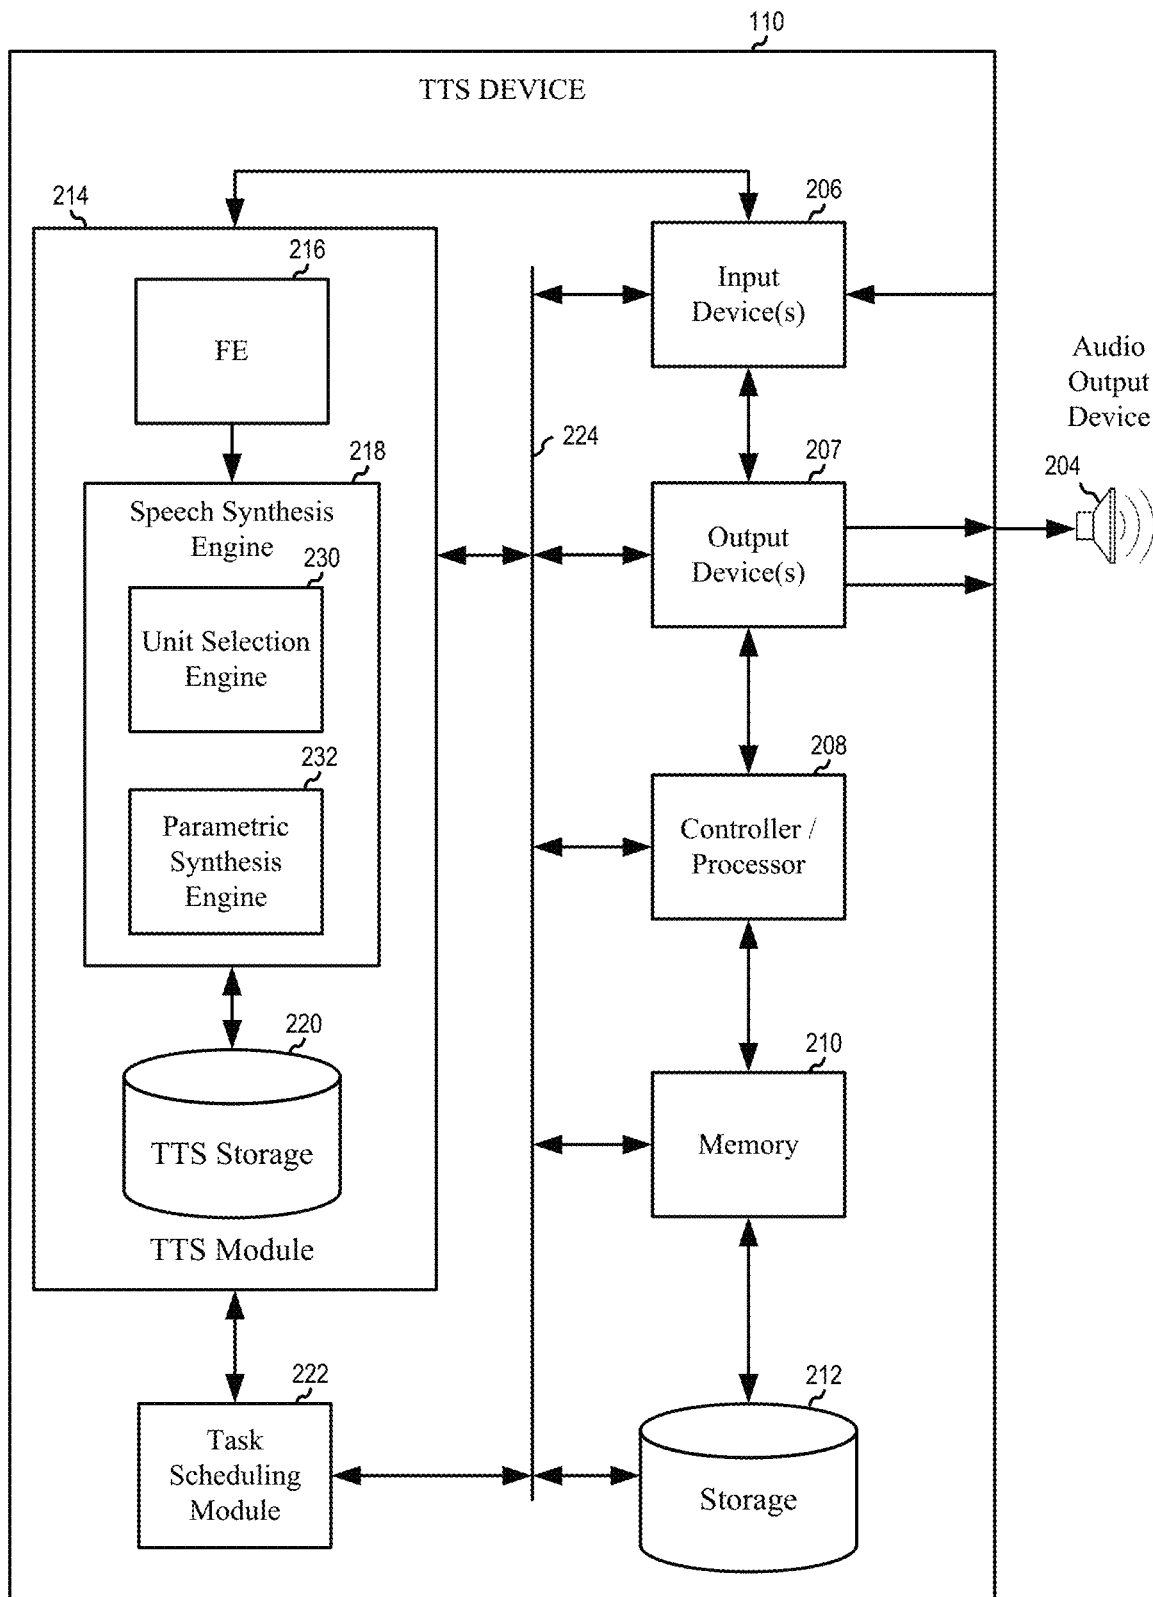 110
TTS DEVICE
214
216
FE
218
Speech Synthesis
Engine
230
Unit Selection
Engine
232
Parametric
Synthesis
Engine
220
TTS Storage
TTS Module
222
Task
Scheduling
Module
224
206
Input
Device(s)
207
Output
Device(s)
208
Controller /
Processor
210
Memory
212
Storage
Audio
Output
Device
204